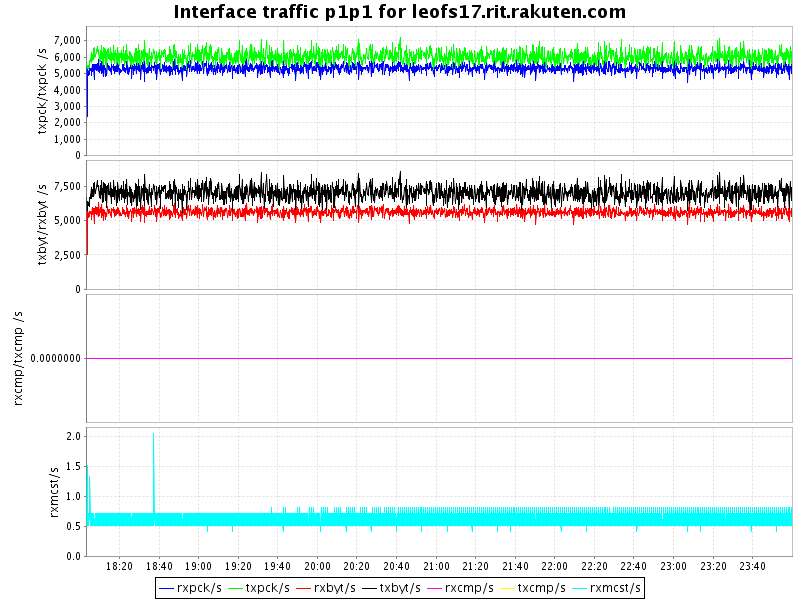 Interface traffic p1p1 for leofs17.rit.rakuten.com
txpck/txpck /s
7,000
6,000
5,000
4,000
3,000
2,000
1,000
0
txbyt/rxbyt /s
7,500
5,000
2,500
0
rxcmp/txcmp /s
0.0000000
rxmcst/s
2.0
1.5
1.0
0.5
0.0
18:20 18:40 19:00 19:20 19:40 20:00 20:20 20:40 21:00 21:20 21:40 22:00 22:20 22:40 23:00 23:20 23:40
rxpck/s txpck/s rxbyt/s txbyt/s rxcmp/s txcmp/s rxmcst/s